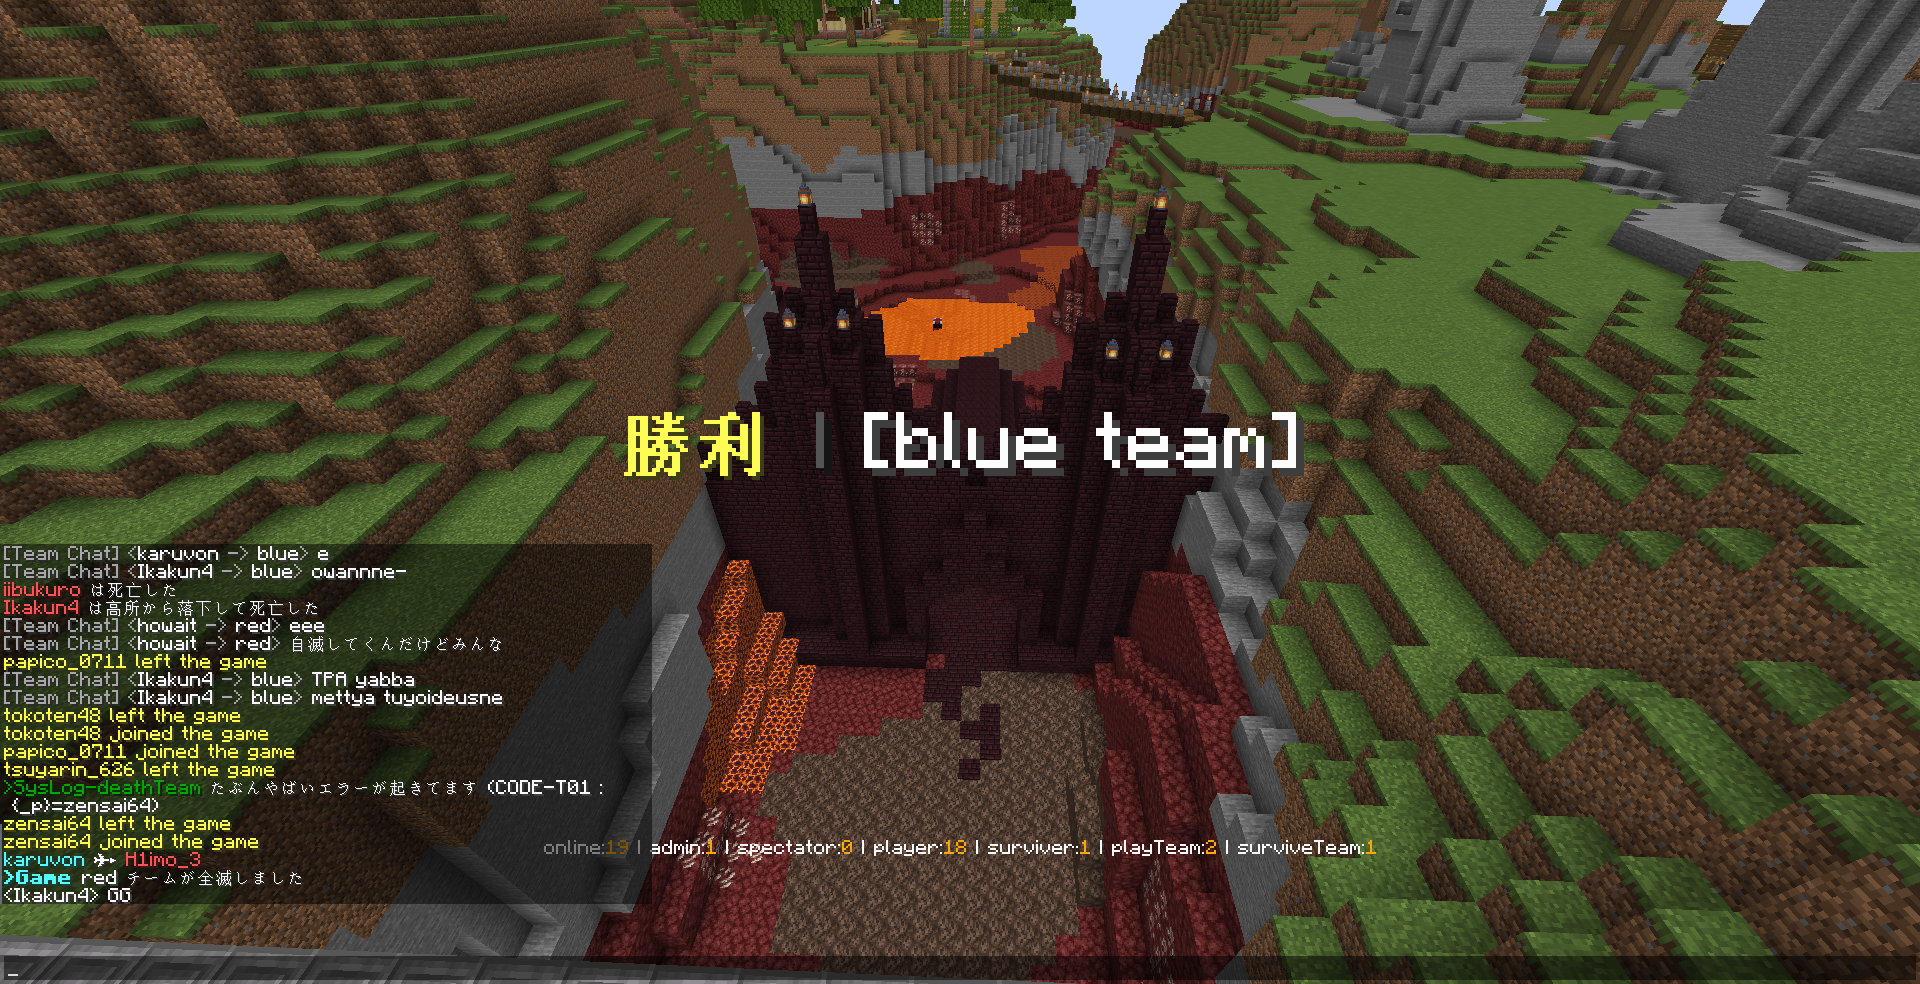 勝利 | [blue team]
[Team Chat] <karuvon -> blue> e
[Team Chat] <Ikakun4 -> blue> owannne-
iibukuro は死亡した
Ikakun4 は高所から落下して死亡した
[Team Chat] <howait -> red> eee
[Team Chat] <howait -> red> 自滅してくんだけどみんな
papico_0711 left the game
[Team Chat] <Ikakun4 -> blue> TPA yabba
[Team Chat] <Ikakun4 -> blue> mettya tuyoideusne
tokoten48 left the game
tokoten48 joined the game
papico_0711 joined the game
tsuyarin_626 left the game
>SysLog-deathTeam たぶんやばいエラーが起きてます (CODE-T01 :
{_p}=zensai64)
zensai64 left the game
zensai64 joined the game
online:19 | admin:1 | spectator:0 | player:18 | surviver:1 | playTeam:2 | surviveTeam:1
karuvon H1imo_3
>Game red チームが全滅しました
<Ikakun4> GG
_